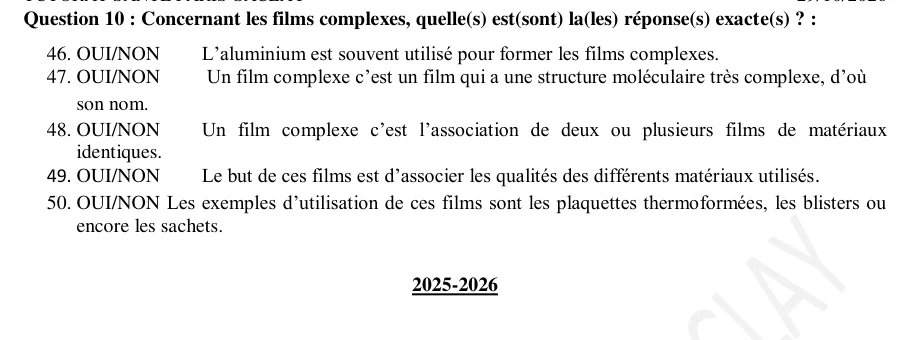 Question 10 : Concernant les films complexes, quelle(s) est(sont) la(les) réponse(s) exacte(s) ? :
46. OUI/NON L'aluminium est souvent utilisé pour former les films complexes.
47. OUI/NON Un film complexe c'est un film qui a une structure moléculaire très complexe, d'où
son nom.
48. OUI/NON Un film complexe c'est l'association de deux ou plusieurs films de matériaux
identiques.
49. OUI/NON Le but de ces films est d'associer les qualités des différents matériaux utilisés.
50. OUI/NON Les exemples d'utilisation de ces films sont les plaquettes thermoformées, les blisters ou
encore les sachets.
2025-2026
CLAY